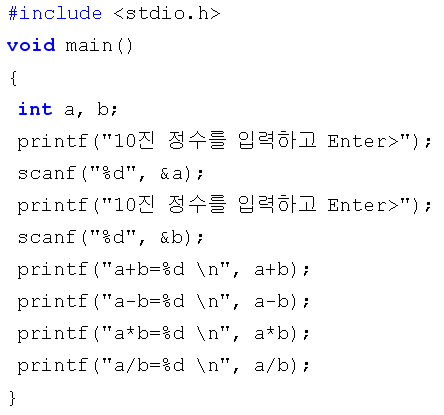 #include <stdio.h>
void main()
{
int a, b;
printf("10진 정수를 입력하고 Enter>");
scanf("%d", &a);
printf("10진 정수를 입력하고 Enter>");
scanf("%d", &b);
printf("a+b=%d \n", a+b);
printf("a-b=%d \n", a-b);
printf("a*b=%d \n", a*b);
printf("a/b=%d \n", a/b);
}